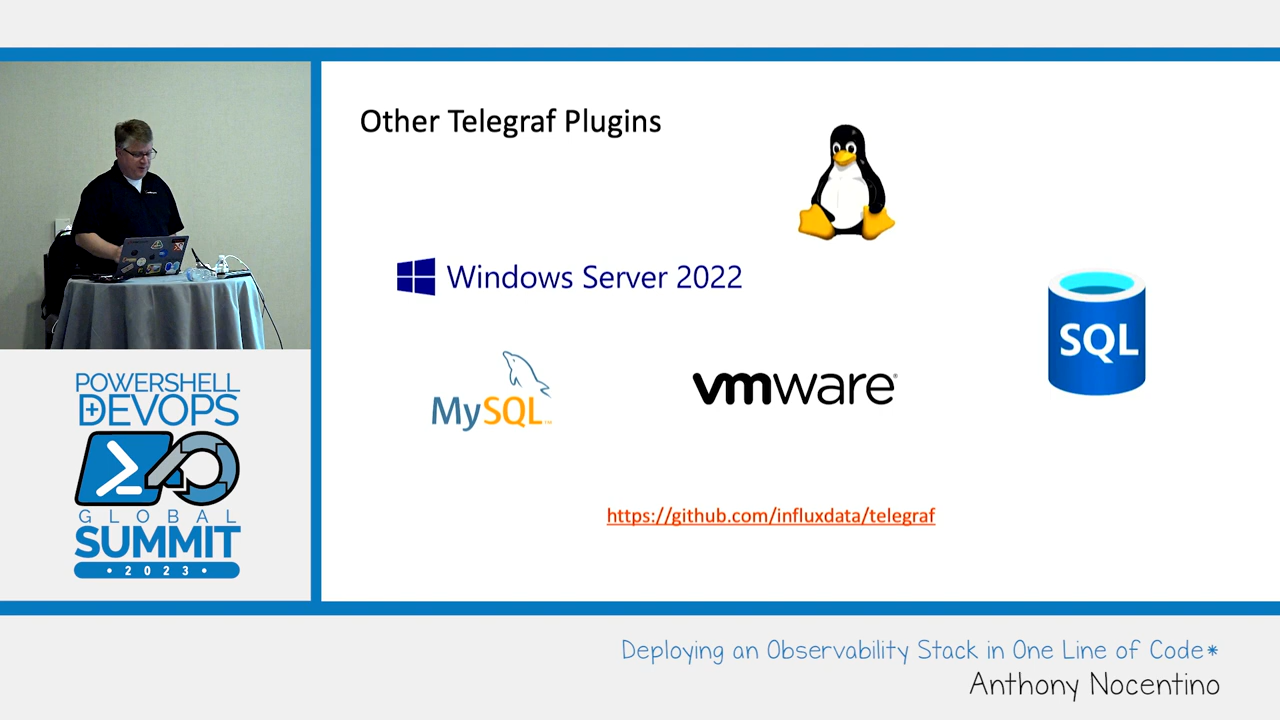 Other Telegraf Plugins
Windows Server 2022
SQL
MySQL™
vmware®
https://github.com/influxdata/telegraf
POWERSHELL
+DEVOPS
GLOBAL
SUMMIT
• 2023 •
Deploying an Observability Stack in One Line of Code*
Anthony Nocentino